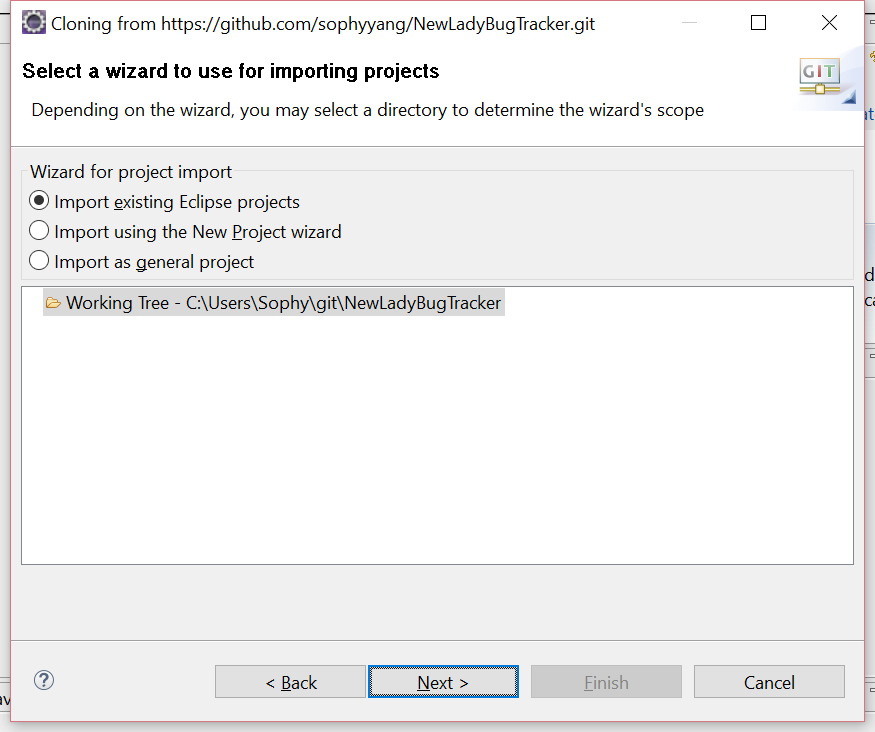 Cloning from https://github.com/sophyyang/NewLadyBugTracker.git
Select a wizard to use for importing projects
GIT
Depending on the wizard, you may select a directory to determine the wizard's scope
Wizard for project import
Import existing Eclipse projects
Import using the New Project wizard
Import as general project
Working Tree - C:\Users\Sophy\git\NewLadyBugTracker
?
< Back
Next >
Finish
Cancel